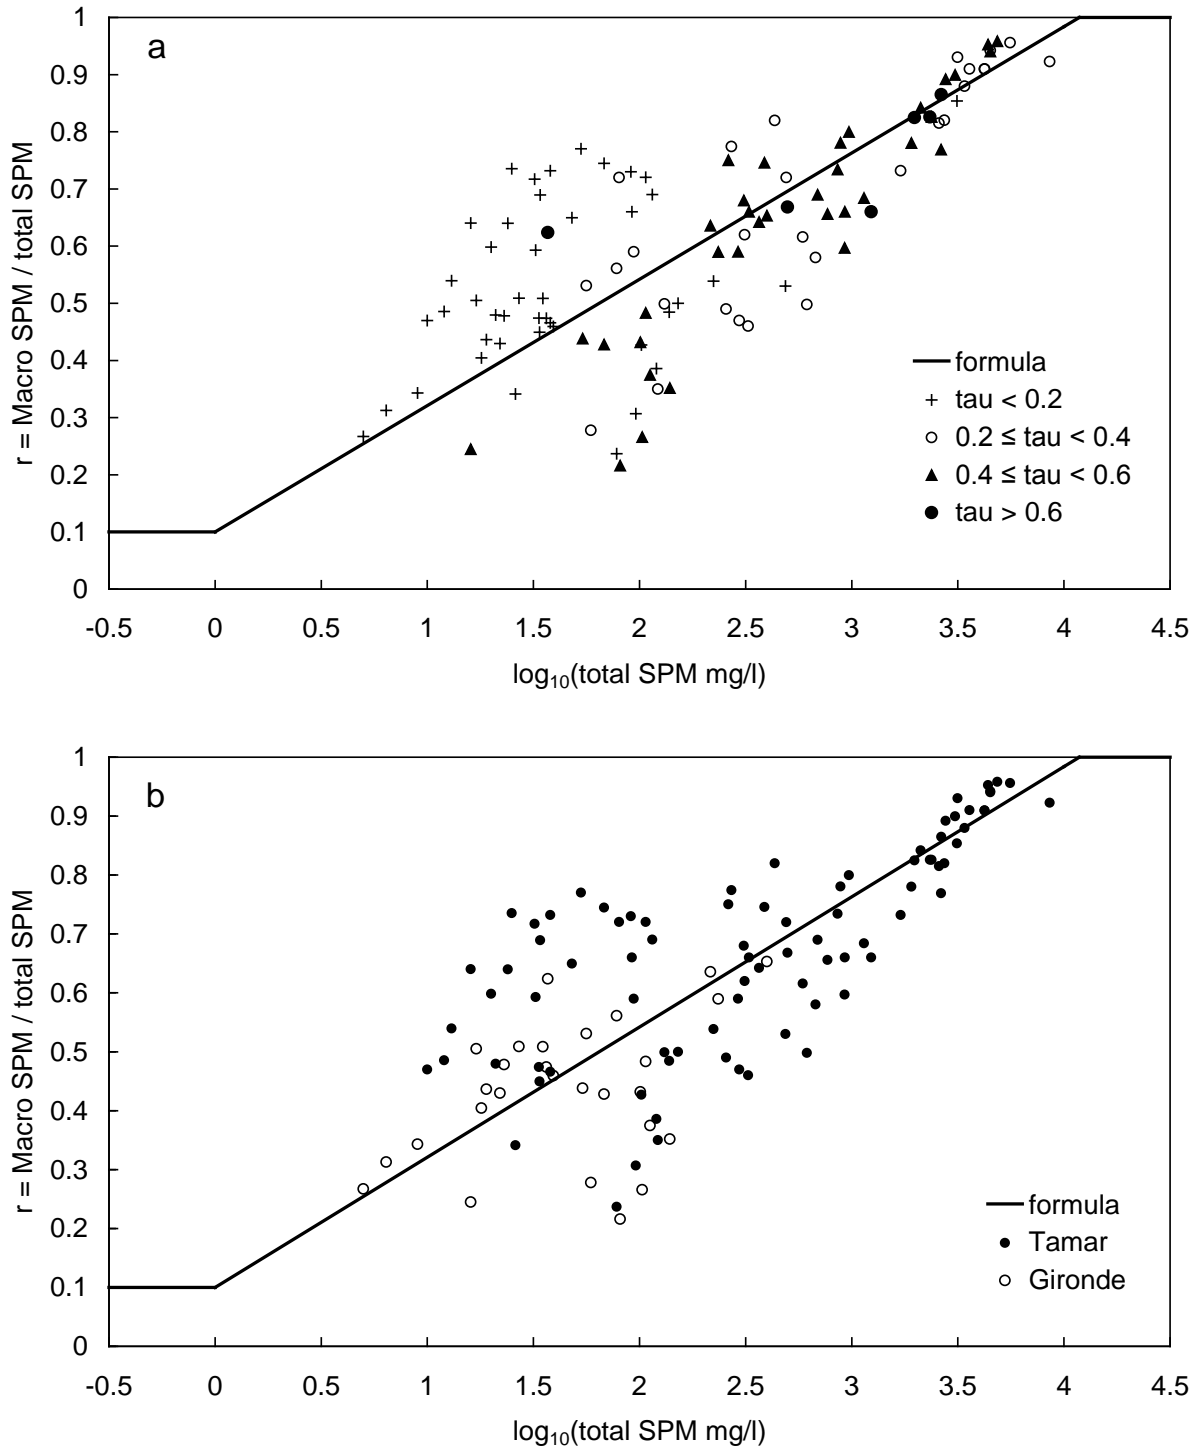 a
1
0.9
0.8
0.7
0.6
0.5
0.4
0.3
0.2
0.1
0
r = Macro SPM / total SPM
formula
tau < 0.2
0.2 ≤ tau < 0.4
0.4 ≤ tau < 0.6
tau > 0.6
-0.5 0 0.5 1 1.5 2 2.5 3 3.5 4 4.5
log10(total SPM mg/l)
b
1
0.9
0.8
0.7
0.6
0.5
0.4
0.3
0.2
0.1
0
r = Macro SPM / total SPM
formula
Tamar
Gironde
-0.5 0 0.5 1 1.5 2 2.5 3 3.5 4 4.5
log10(total SPM mg/l)